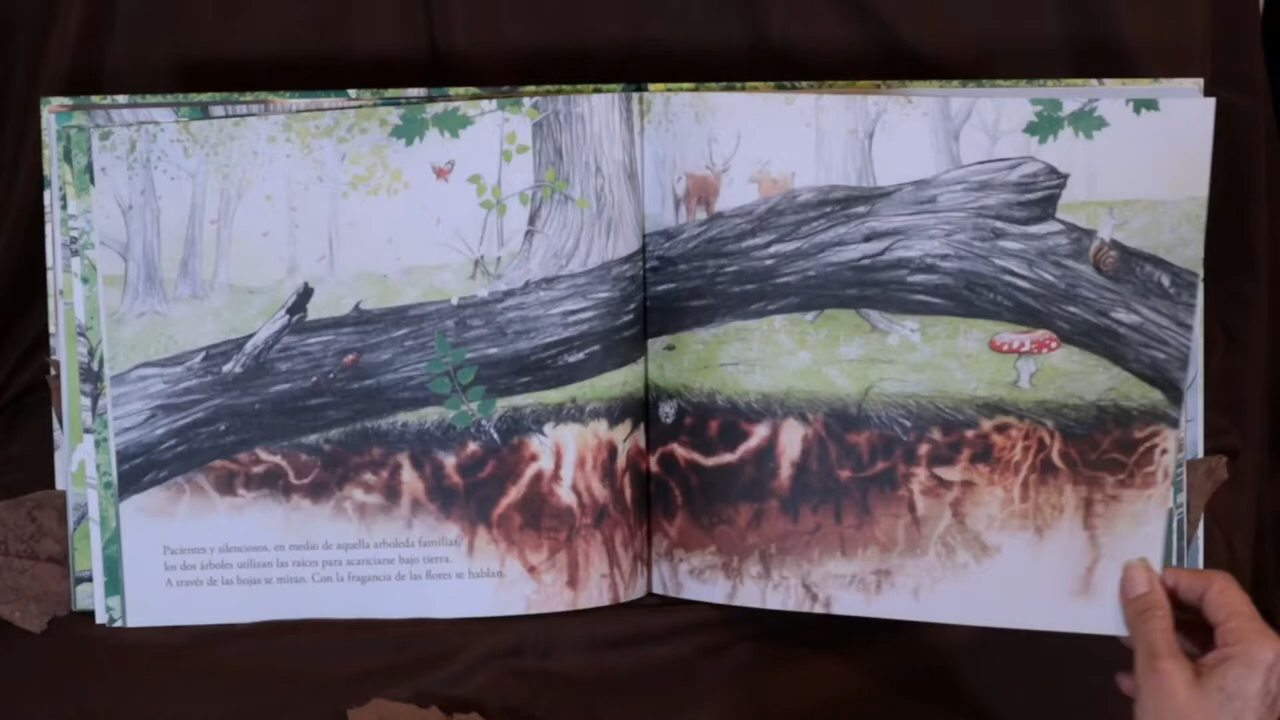 Pacientes y silenciosos, en medio de aquella arboleda familiar,
los dos árboles utilizan las raíces para acariciarse bajo tierra.
A través de las hojas se miran. Con la fragancia de las flores se hablan.